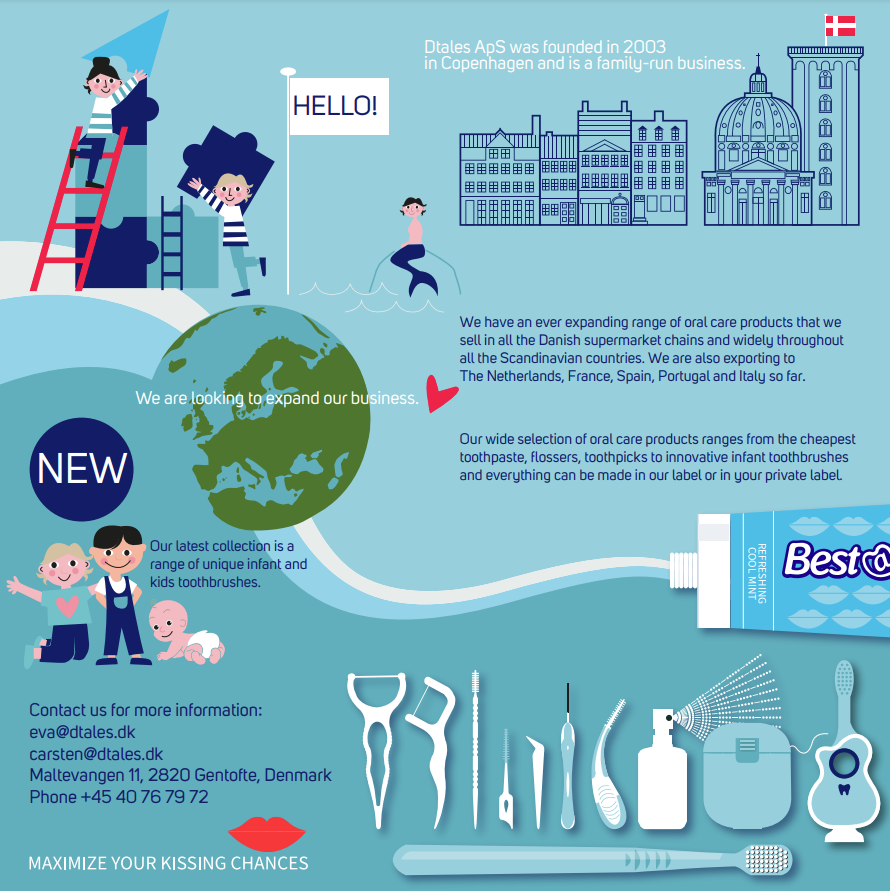 Dtales ApS was founded in 2003
in Copenhagen and is a family-run business.
HELLO!
We have an ever expanding range of oral care products that we
sell in all the Danish supermarket chains and widely throughout
all the Scandinavian countries. We are also exporting to
The Netherlands, France, Spain, Portugal and Italy so far.
We are looking to expand our business.
Our wide selection of oral care products ranges from the cheapest
toothpaste, flossers, toothpicks to innovative infant toothbrushes
and everything can be made in our label or in your private label.
NEW
Our latest collection is a
range of unique infant and
kids toothbrushes.
REFRESHING
COOL MINT
Best
Contact us for more information:
eva@dtales.dk
carsten@dtales.dk
Maltevangen 11, 2820 Gentofte, Denmark
Phone +45 40 76 79 72
MAXIMIZE YOUR KISSING CHANCES